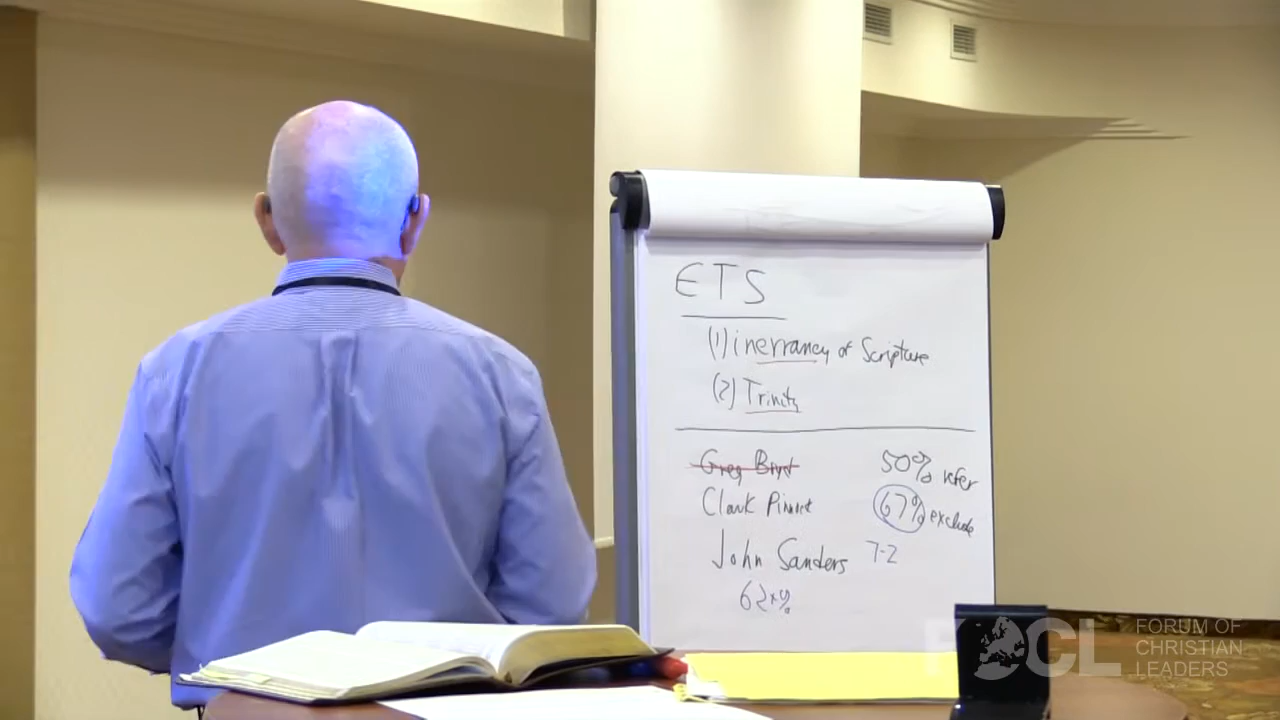 ETS
(1) inerrancy of Scripture
(2) Trinity
Greg Boyd 50% refer
Clark Pinnock 67% exclude
John Sanders 7-2
62+%
FOCL FORUM OF
CHRISTIAN
LEADERS